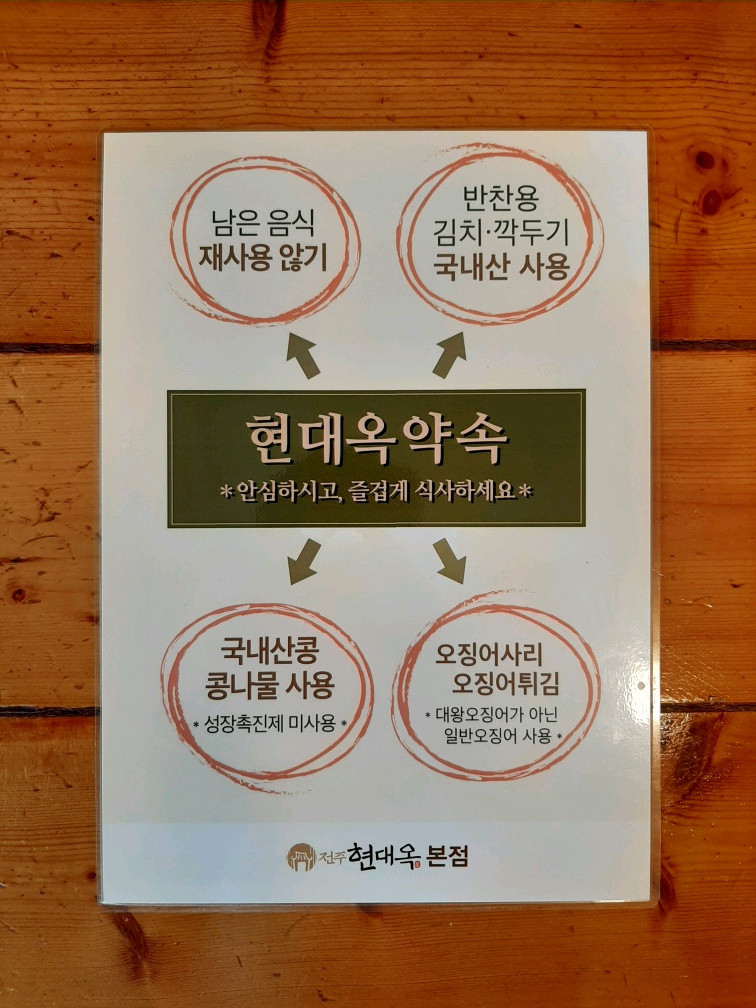 남은 음식
재사용 않기
반찬용
김치·깍두기
국내산 사용
현대옥약속
*안심하시고, 즐겁게 식사하세요*
국내산콩
콩나물 사용
* 성장촉진제 미사용 *
오징어사리
오징어튀김
* 대왕오징어가 아닌
일반오징어 사용 *
전주 현대옥 본점